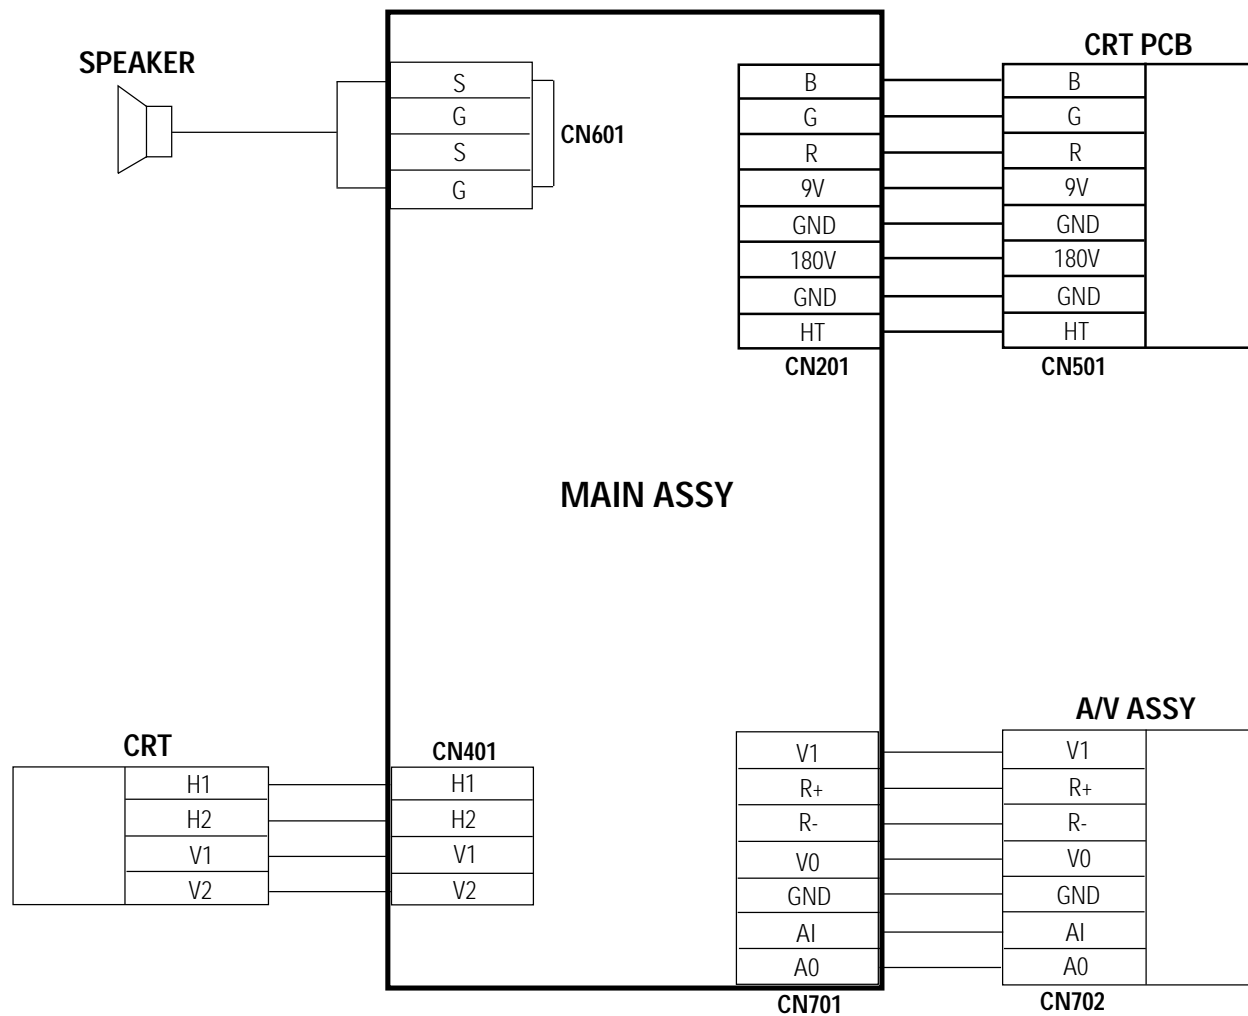 SPEAKER
S
G
S
G
CN601
B
G
R
9V
GND
180V
GND
HT
CN201
CRT PCB
B
G
R
9V
GND
180V
GND
HT
CN501
MAIN ASSY
CRT
H1
H2
V1
V2
CN401
H1
H2
V1
V2
V1
R+
R-
V0
GND
AI
A0
CN701
A/V ASSY
V1
R+
R-
V0
GND
AI
A0
CN702